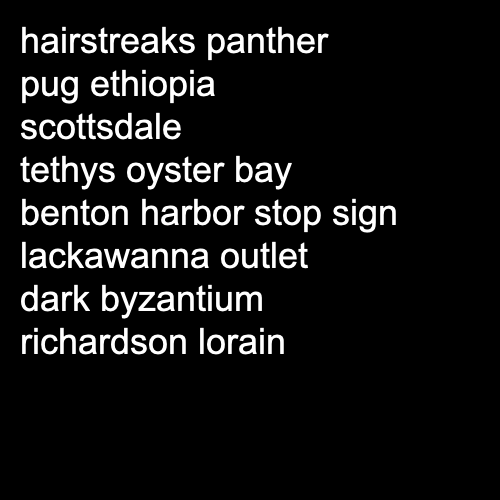 hairstreaks panther
pug ethiopia
scottsdale
tethys oyster bay
benton harbor stop sign
lackawanna outlet
dark byzantium
richardson lorain